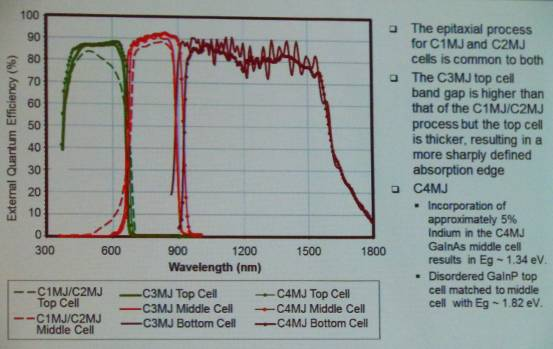 100
90
80
70
60
50
40
30
20
10
0
External Quantum Efficiency (%)
300
600
900
1200
1500
1800
Wavelength (nm)
C1MJ/C2MJ
Top Cell
C1MJ/C2MJ
Middle Cell
C3MJ Top Cell
C3MJ Middle Cell
C3MJ Bottom Cell
C4MJ Top Cell
C4MJ Middle Cell
C4MJ Bottom Cell
The epitaxial process
for C1MJ and C2MJ
cells is common to both
The C3MJ top cell
band gap is higher than
that of the C1MJ/C2MJ
process but the top cell
is thicker, resulting in a
more sharply defined
absorption edge
C4MJ
Incorporation of
approximately 5%
Indium in the C4MJ
GaInAs middle cell
results in Eg ~ 1.34 eV.
Disordered GaInP top
cell matched to middle
cell with Eg ~ 1.82 eV.